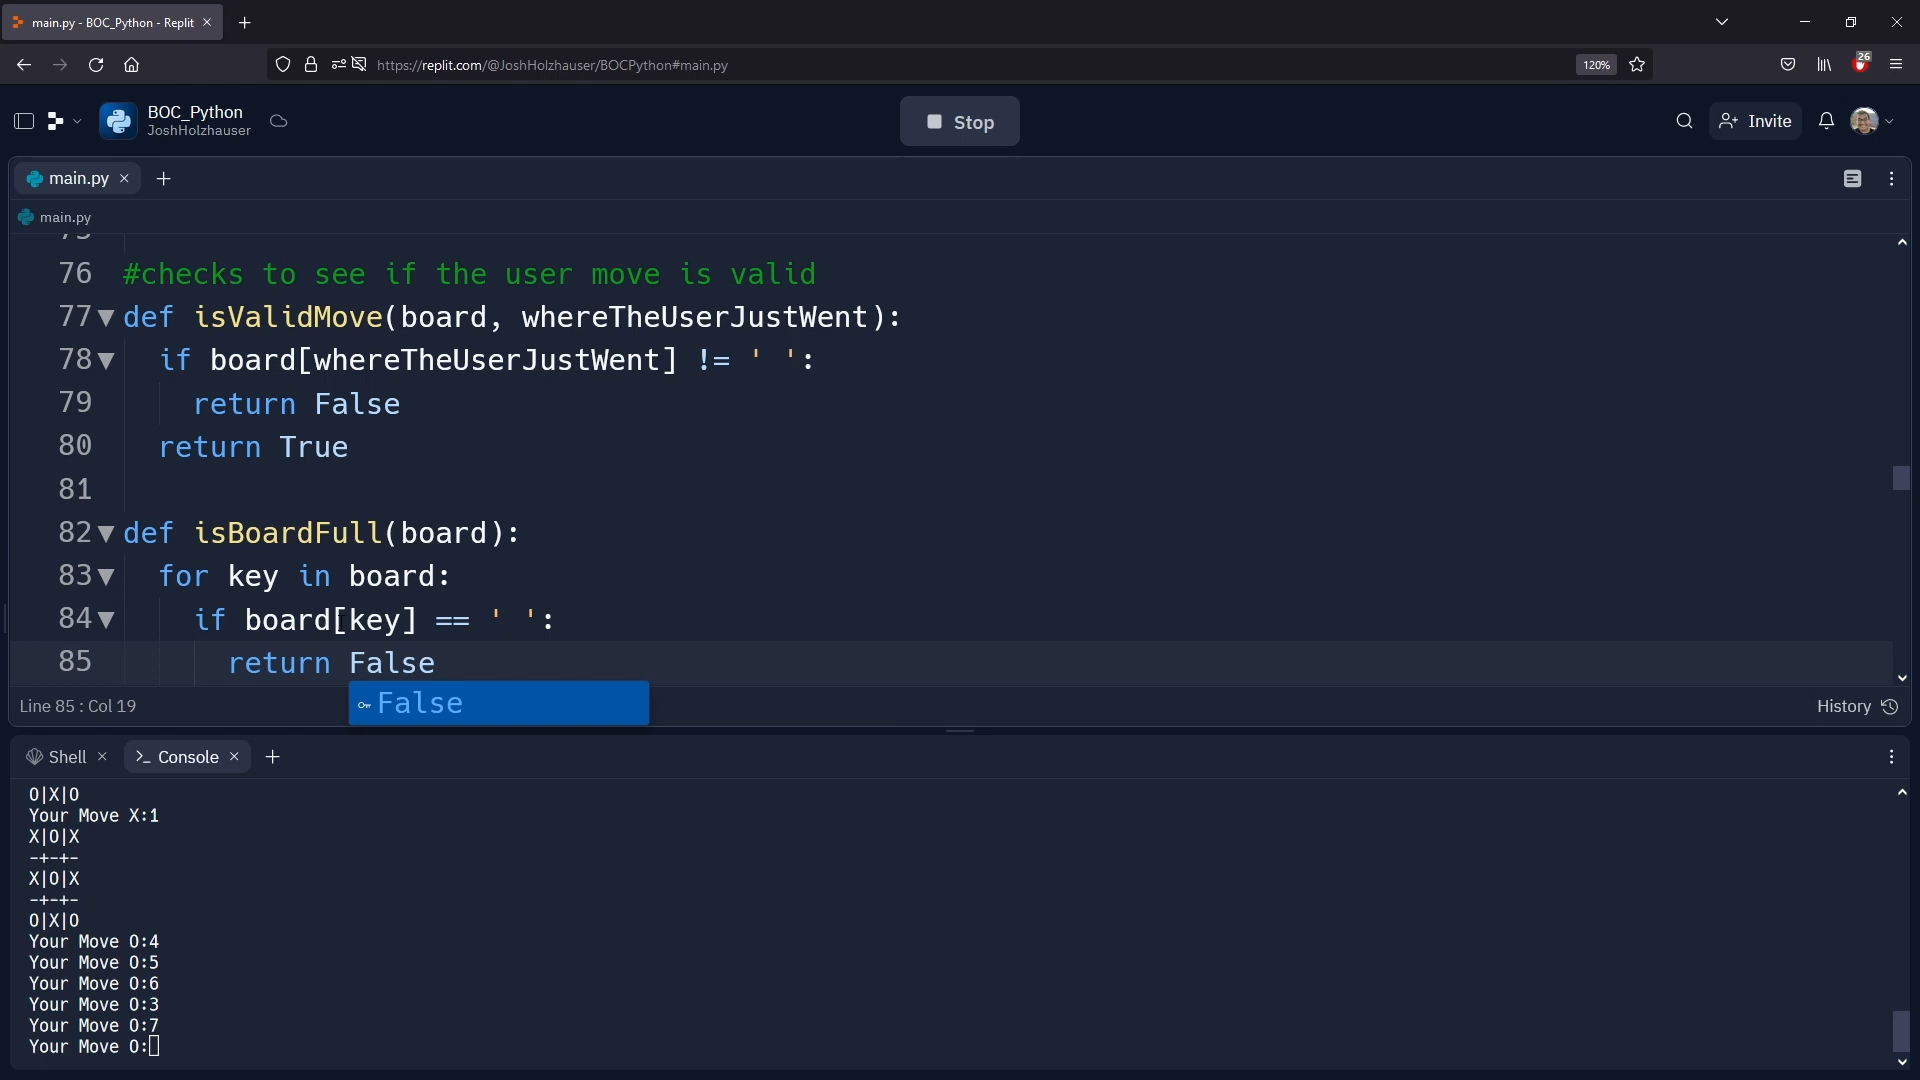 main.py - BOC_Python - Replit
https://replit.com/@JoshHolzhauser/BOCPython#main.py
120%
26
BOC_Python
JoshHolzhauser
Stop
Invite
main.py
main.py
76 #checks to see if the user move is valid
77 def isValidMove(board, whereTheUserJustWent):
78 if board[whereTheUserJustWent] != ' ':
79 return False
80 return True
81
82 def isBoardFull(board):
83 for key in board:
84 if board[key] == ' ':
85 return False
False
Line 85 : Col 19
History
Shell
Console
O|X|O
Your Move X:1
X|O|X
-+-+-
X|O|X
-+-+-
O|X|O
Your Move O:4
Your Move O:5
Your Move O:6
Your Move O:3
Your Move O:7
Your Move O: